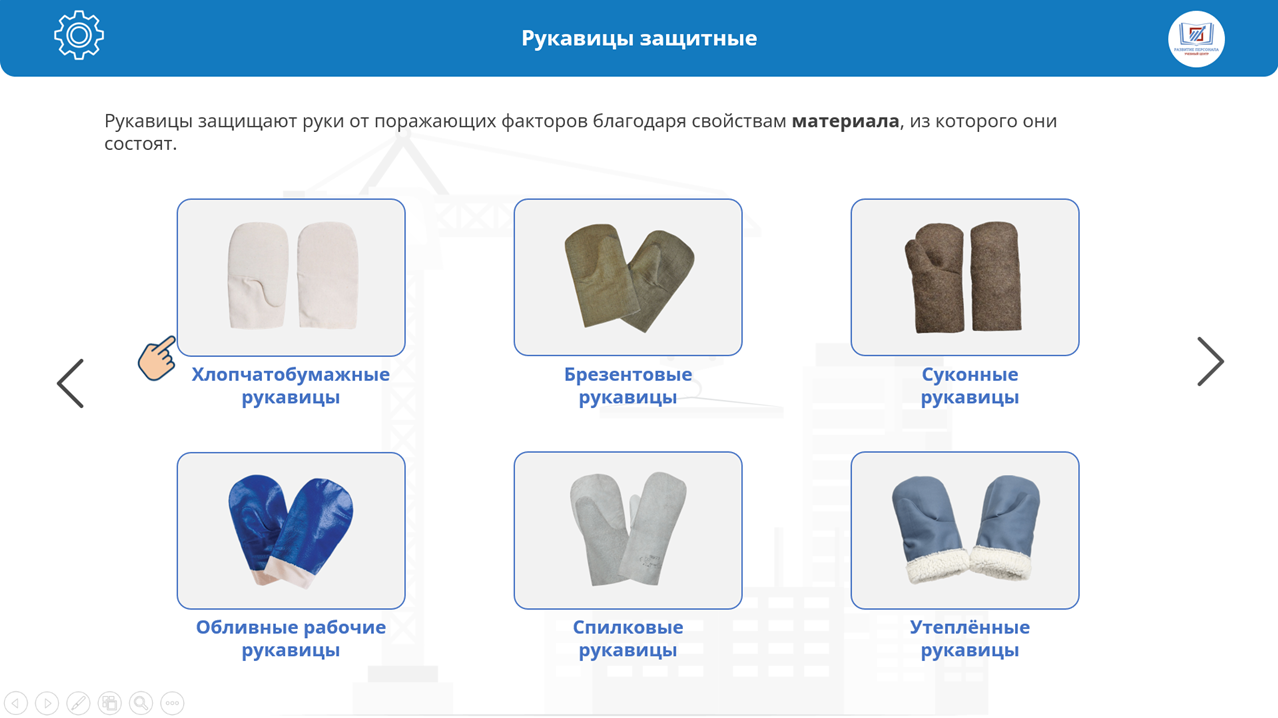 Рукавицы защитные
РАЗВИТИЕ ПЕРСОНАЛА
УЧЕБНЫЙ ЦЕНТР
Рукавицы защищают руки от поражающих факторов благодаря свойствам материала, из которого они
состоят.
Хлопчатобумажные
рукавицы
Брезентовые
рукавицы
Суконные
рукавицы
Обливные рабочие
рукавицы
Спилковые
рукавицы
Утеплённые
рукавицы